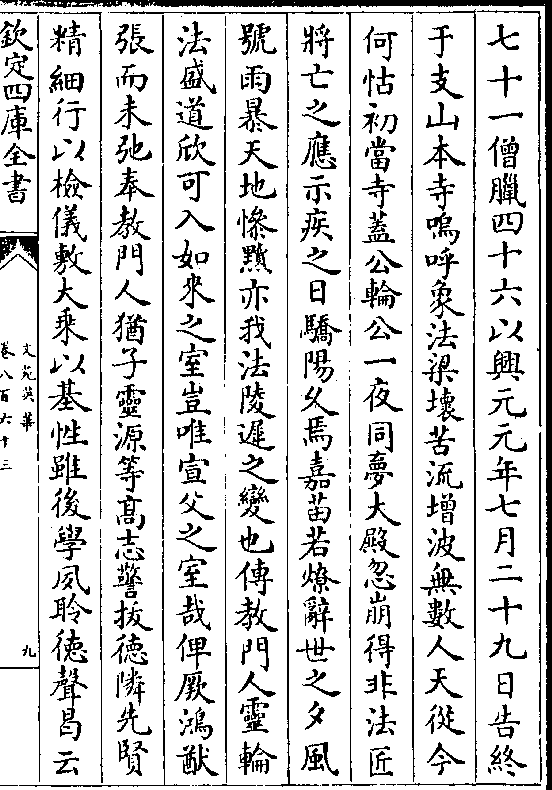 七十一僧臘四十六以興元元年七月二十九日告終
于支山本寺嗚呼象法梁壞苦流增波無數人天從今
何怙初當寺蓋公輪公一夜同夢大殿忽崩得非法匠
將亡之應示疾之日驕陽乆焉嘉苗若燎辭世之夕風
號雨暴天地慘黷亦我法陵遲之變也傳教門人靈輪
法盛道欣可入如來之室豈唯宣父之室哉俾厥鴻猷
張而未弛奉教門人猶子靈源等髙志警拔徳隣先賢
精細行以檢儀敷大乘以基性雖後學夙聆徳聲曷云
欽定四庫全書
文苑英華
卷八百六十三
九